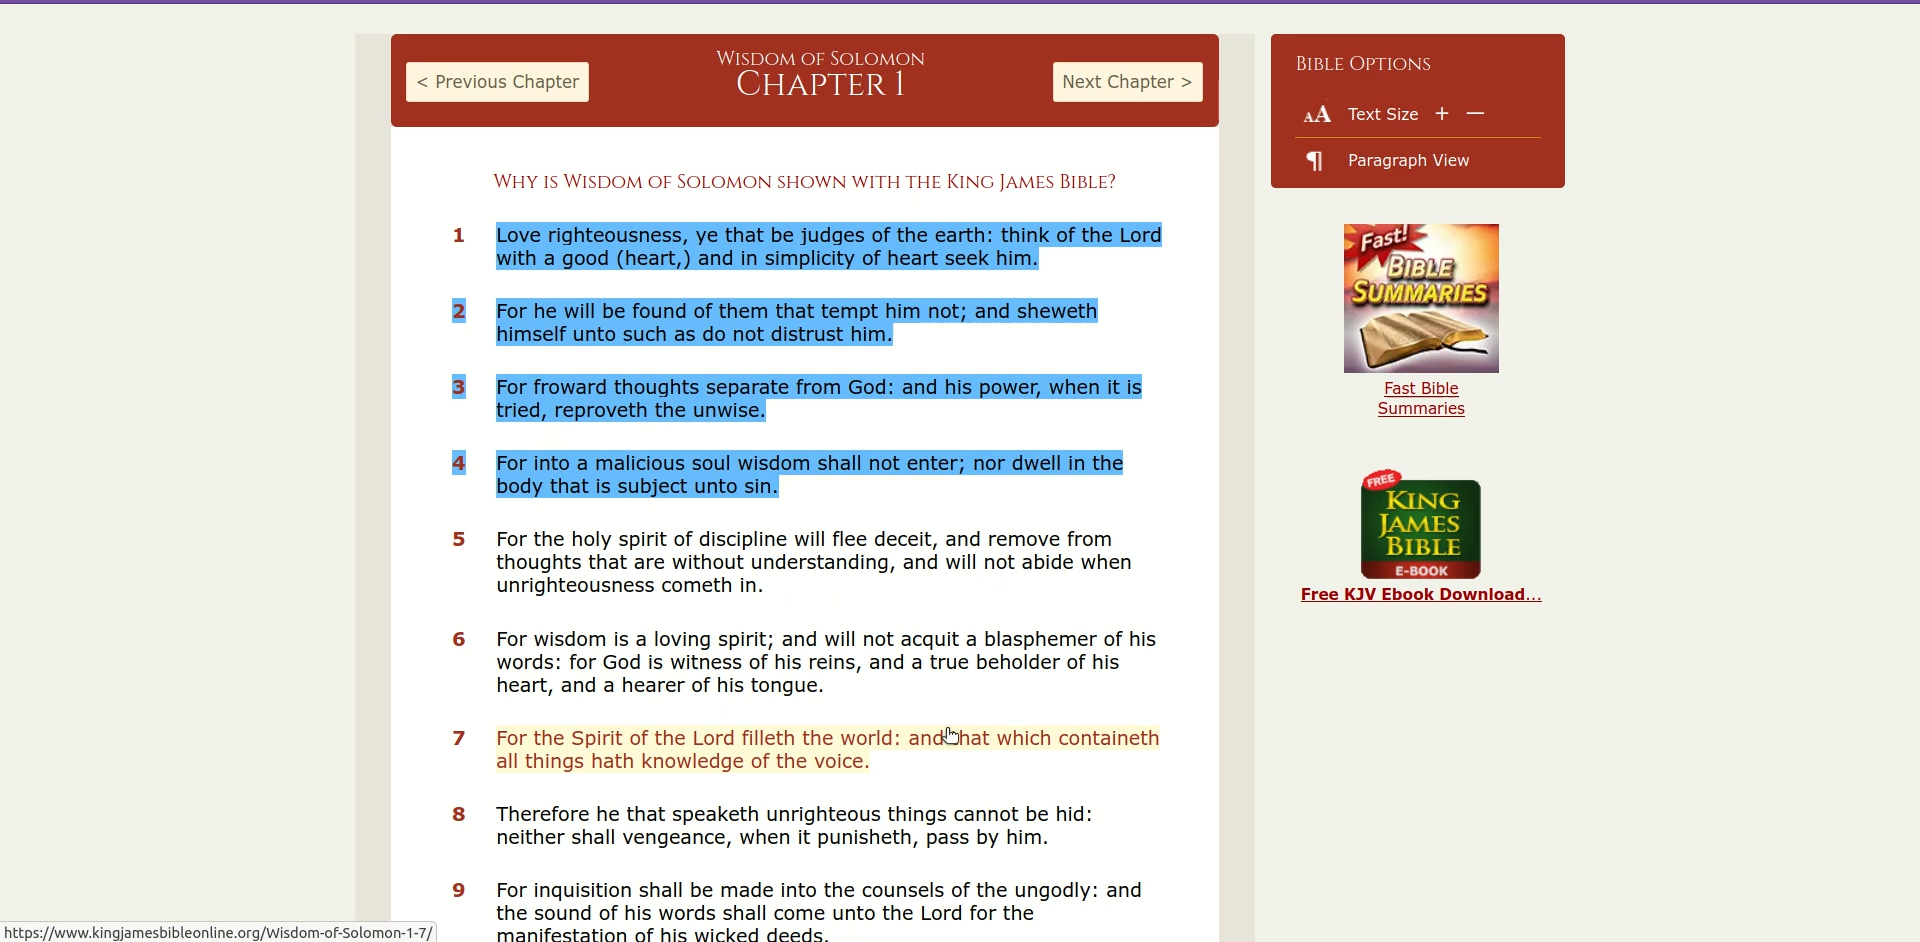 Wisdom of Solomon
Chapter 1
< Previous Chapter
Next Chapter >
Why is Wisdom of Solomon shown with the King James Bible?
1 Love righteousness, ye that be judges of the earth: think of the Lord
with a good (heart,) and in simplicity of heart seek him.
2 For he will be found of them that tempt him not; and sheweth
himself unto such as do not distrust him.
3 For froward thoughts separate from God: and his power, when it is
tried, reproveth the unwise.
4 For into a malicious soul wisdom shall not enter; nor dwell in the
body that is subject unto sin.
5 For the holy spirit of discipline will flee deceit, and remove from
thoughts that are without understanding, and will not abide when
unrighteousness cometh in.
6 For wisdom is a loving spirit; and will not acquit a blasphemer of his
words: for God is witness of his reins, and a true beholder of his
heart, and a hearer of his tongue.
7 For the Spirit of the Lord filleth the world: and that which containeth
all things hath knowledge of the voice.
8 Therefore he that speaketh unrighteous things cannot be hid:
neither shall vengeance, when it punisheth, pass by him.
9 For inquisition shall be made into the counsels of the ungodly: and
the sound of his words shall come unto the Lord for the
manifestation of his wicked deeds.
Bible Options
AA Text Size + —
¶ Paragraph View
Fast!
Bible
Summaries
Fast Bible
Summaries
FREE
King
James
Bible
E-BOOK
Free KJV Ebook Download...
https://www.kingjamesbibleonline.org/Wisdom-of-Solomon-1-7/